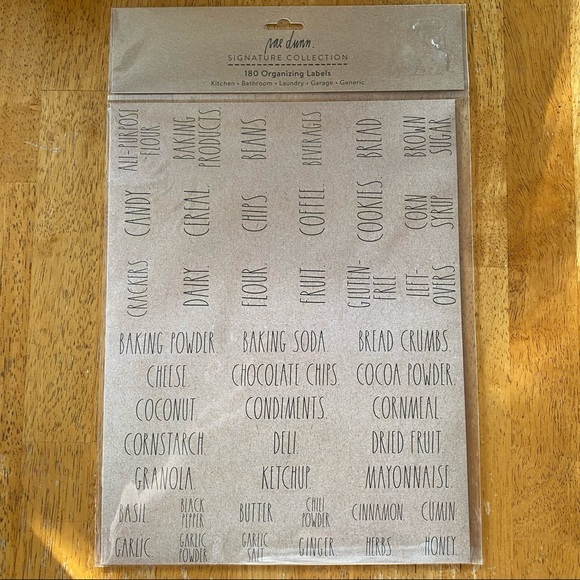 rae dunn.
SIGNATURE COLLECTION
180 Organizing Labels
Kitchen • Bathroom • Laundry • Garage • Generic
ALL-PURPOSE FLOUR
BAKING PRODUCTS.
BEANS.
BEVERAGES
BREAD.
BROWN SUGAR.
CANDY.
CEREAL
CHIPS
COFFEE.
COOKIES.
CORN SYRUP
CRACKERS
DAIRY
FLOUR
FRUIT.
GLUTEN-FREE
LEFT-OVERS
BAKING POWDER. BAKING SODA. BREAD CRUMBS.
CHEESE. CHOCOLATE CHIPS. COCOA POWDER.
COCONUT. CONDIMENTS. CORNMEAL.
CORNSTARCH. DELI. DRIED FRUIT.
GRANOLA. KETCHUP. MAYONNAISE.
BASIL BLACK PEPPER BUTTER CHILI POWDER CINNAMON. CUMIN.
GARLIC GARLIC POWDER GARLIC SALT GINGER HERBS HONEY